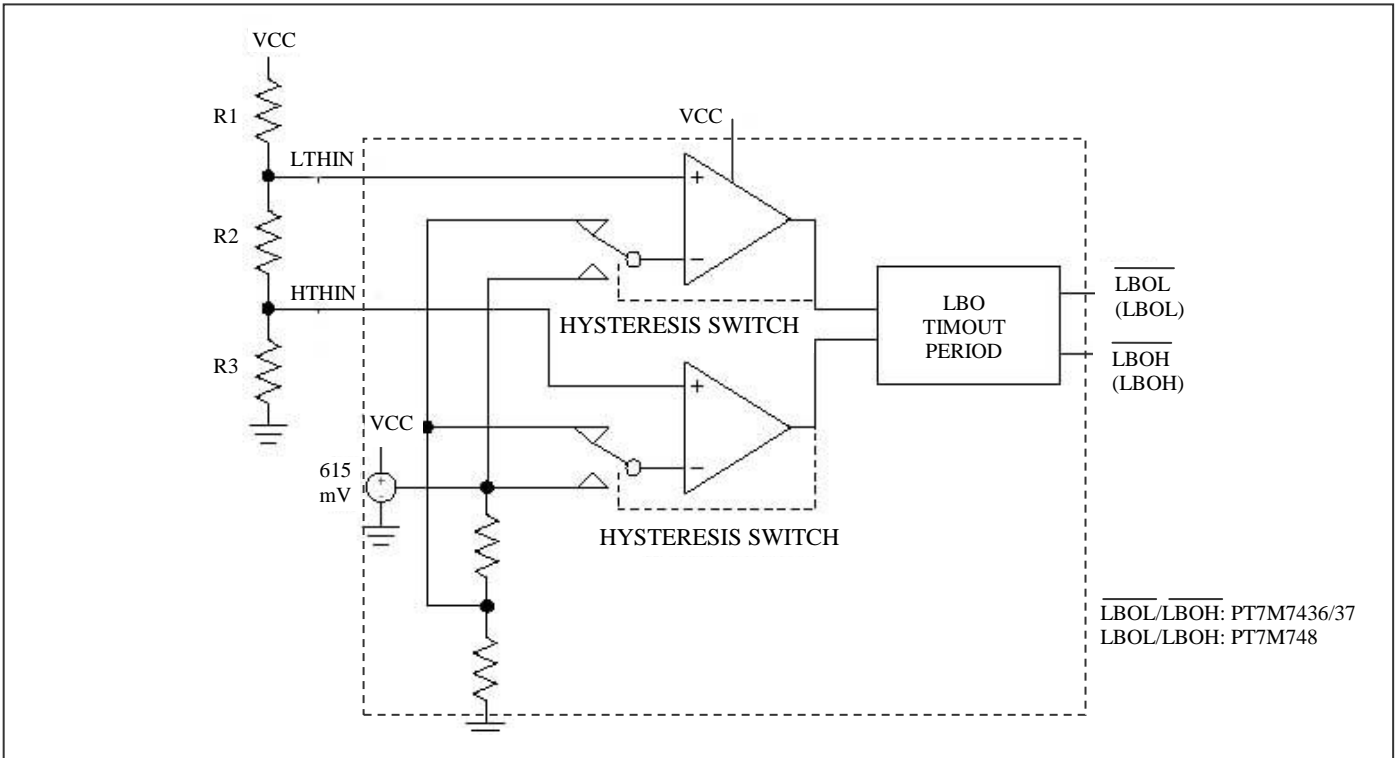 VCC
R1
LTHIN
VCC
R2
HTHIN
HYSTERESIS SWITCH
R3
VCC
615
mV
HYSTERESIS SWITCH
LBO
TIMOUT
PERIOD
LBOL
(LBOL)
LBOH
(LBOH)
LBOL/LBOH: PT7M7436/37
LBOL/LBOH: PT7M748